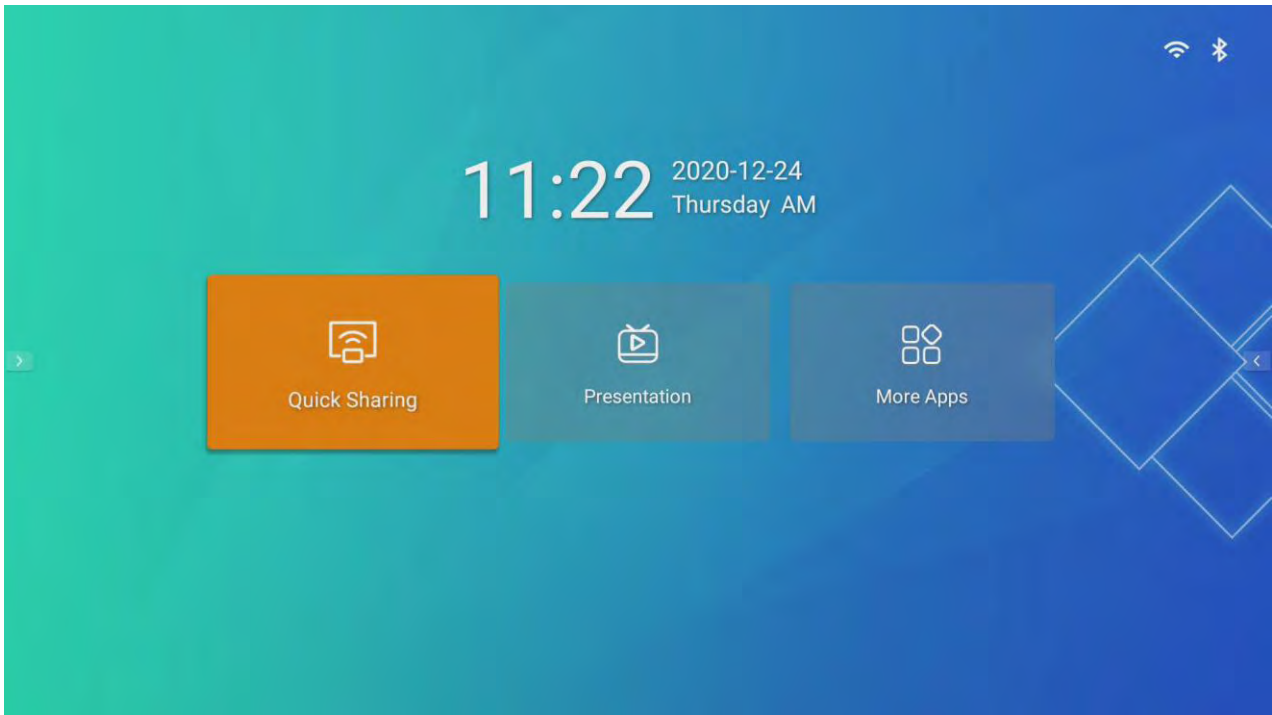 11:22
2020-12-24
Thursday AM
Quick Sharing
Presentation
More Apps